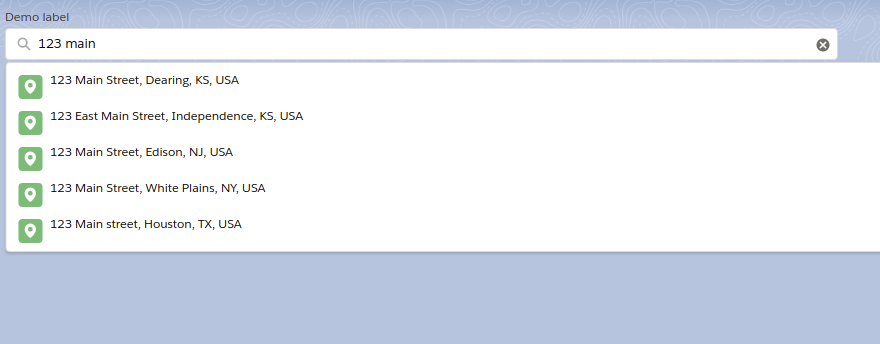 Demo label
123 main
123 Main Street, Dearing, KS, USA
123 East Main Street, Independence, KS, USA
123 Main Street, Edison, NJ, USA
123 Main Street, White Plains, NY, USA
123 Main street, Houston, TX, USA